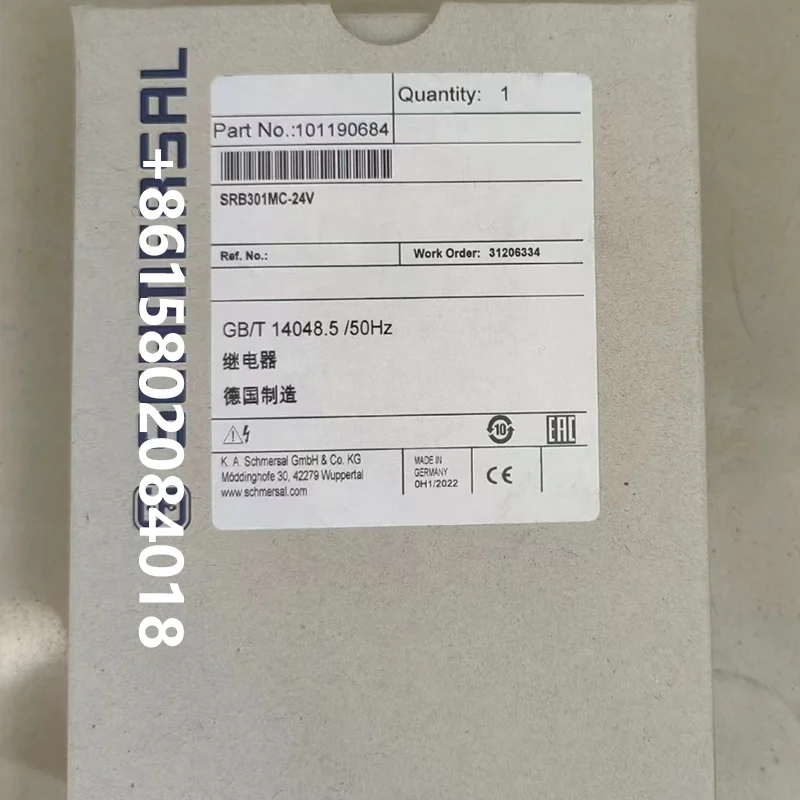 Quantity: 1
Part No.:101190684
SRB301MC-24V
Ref. No.:
Work Order: 31206334
GB/T 14048.5 /50Hz
继电器
德国制造
10
EAC
K. A. Schmersal GmbH & Co. KG
Möddinghofe 30, 42279 Wuppertal
www.schmersal.com
MADE IN
GERMANY
0H1/2022
CE
+8615802084018